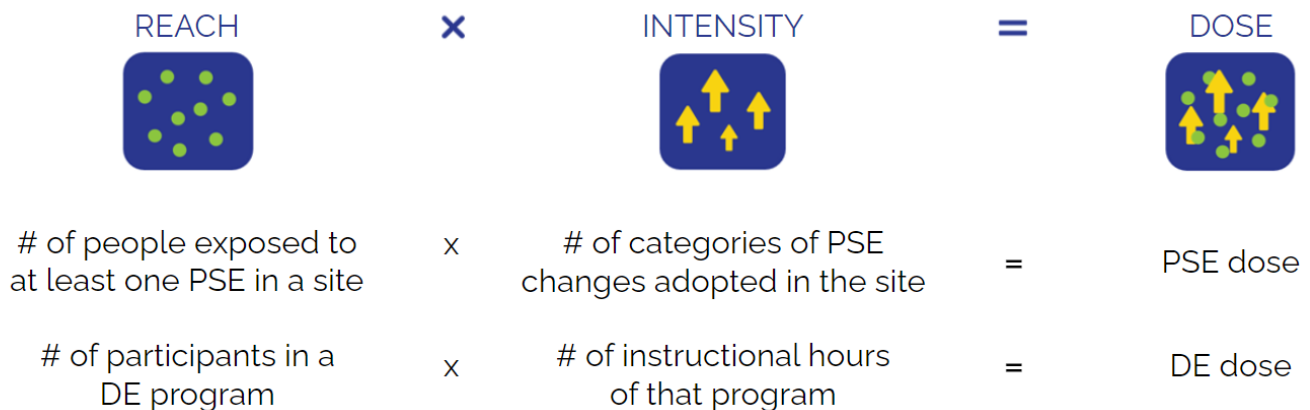 REACH × INTENSITY = DOSE
# of people exposed to x # of categories of PSE = PSE dose
at least one PSE in a site changes adopted in the site
# of participants in a x # of instructional hours = DE dose
DE program of that program